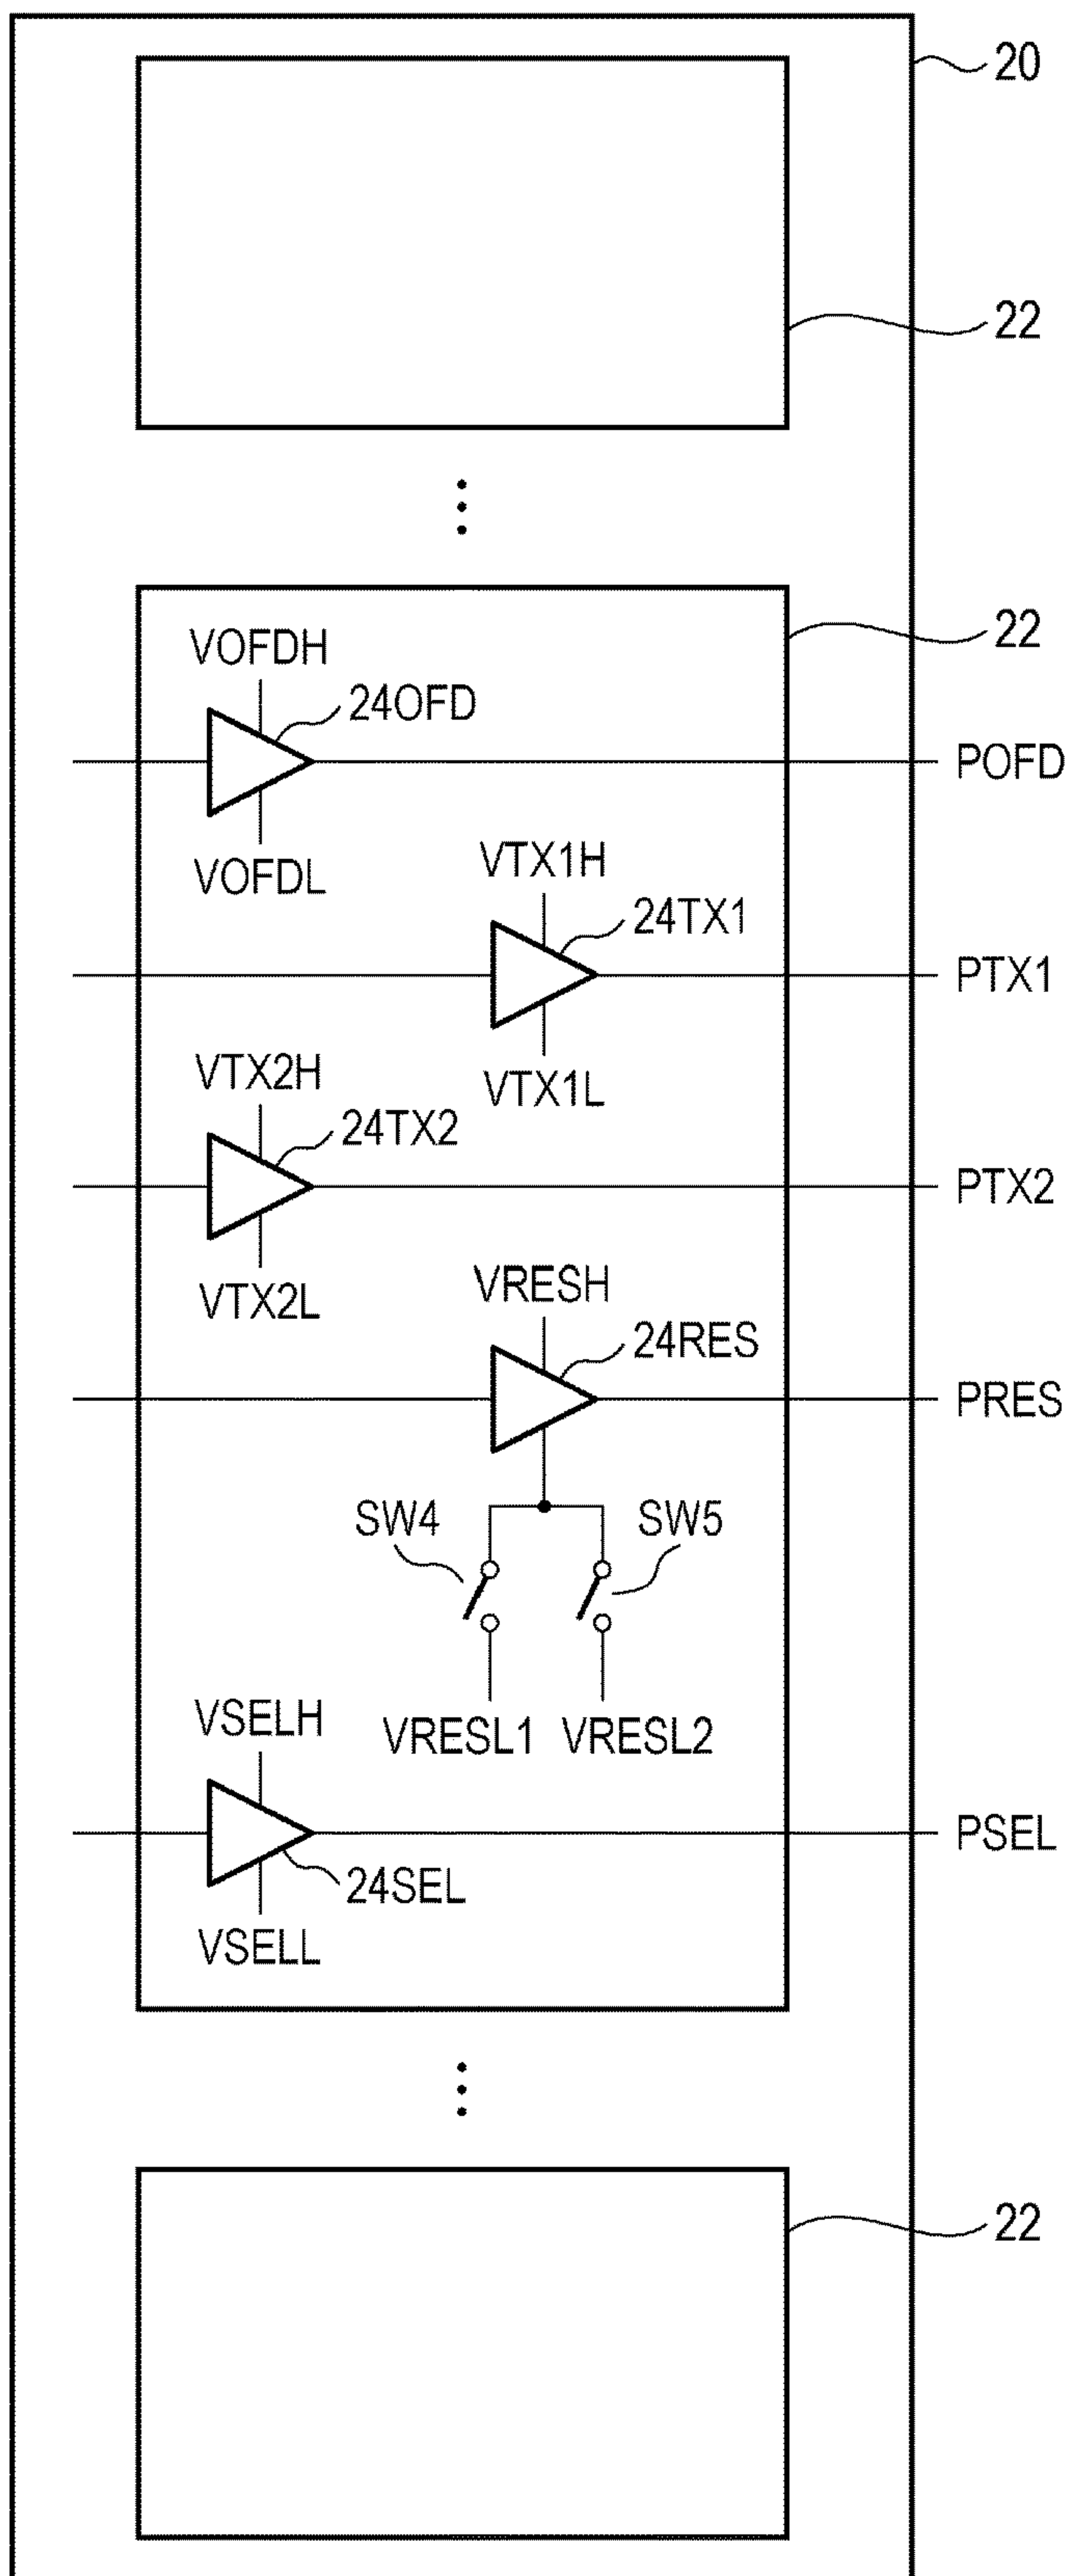 20
22
22
VOFDH
24OFD
POFD
VOFDL
VTX1H
24TX1
PTX1
VTX1L
VTX2H
24TX2
PTX2
VTX2L
VRESH
24RES
PRES
SW4
SW5
VRESL1
VRESL2
VSELH
PSEL
24SEL
VSELL
22